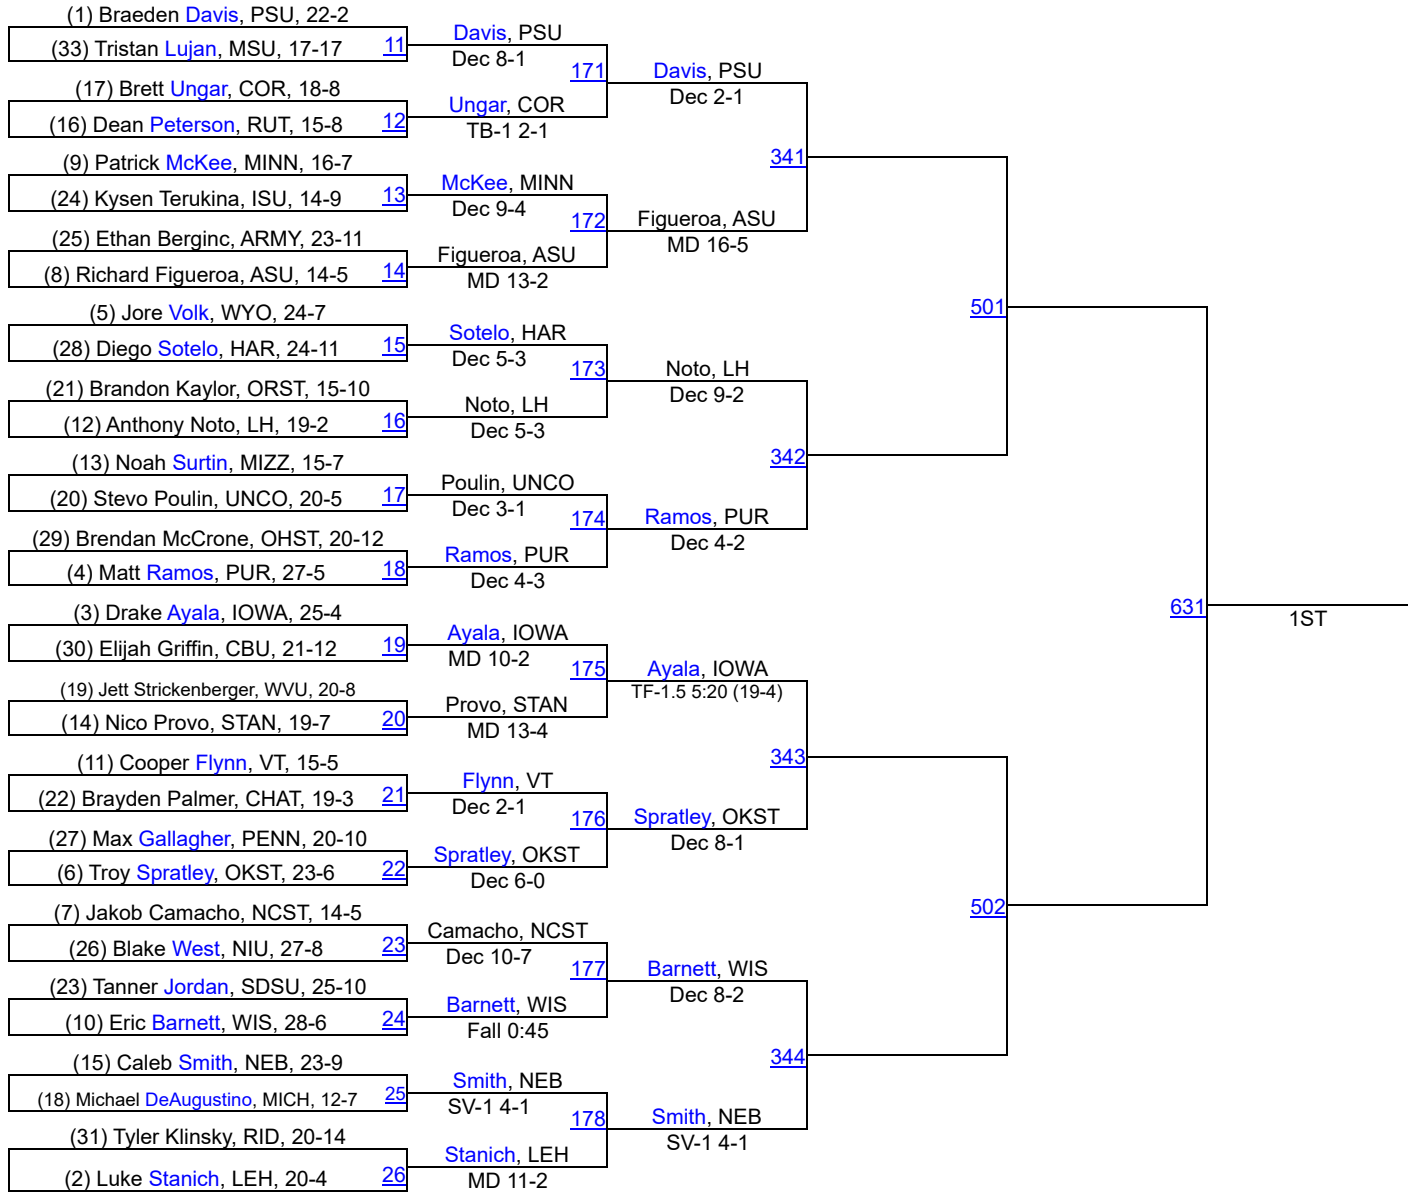 (1) Braeden Davis, PSU, 22-2
(33) Tristan Lujan, MSU, 17-17
11
(17) Brett Ungar, COR, 18-8
(16) Dean Peterson, RUT, 15-8
12
(9) Patrick McKee, MINN, 16-7
(24) Kysen Terukina, ISU, 14-9
13
(25) Ethan Berginc, ARMY, 23-11
(8) Richard Figueroa, ASU, 14-5
14
(5) Jore Volk, WYO, 24-7
(28) Diego Sotelo, HAR, 24-11
15
(21) Brandon Kaylor, ORST, 15-10
(12) Anthony Noto, LH, 19-2
16
(13) Noah Surtin, MIZZ, 15-7
(20) Stevo Poulin, UNCO, 20-5
17
(29) Brendan McCrone, OHST, 20-12
(4) Matt Ramos, PUR, 27-5
18
(3) Drake Ayala, IOWA, 25-4
(30) Elijah Griffin, CBU, 21-12
19
(19) Jett Strickenberger, WVU, 20-8
(14) Nico Provo, STAN, 19-7
20
(11) Cooper Flynn, VT, 15-5
(22) Brayden Palmer, CHAT, 19-3
21
(27) Max Gallagher, PENN, 20-10
(6) Troy Spratley, OKST, 23-6
22
(7) Jakob Camacho, NCST, 14-5
(26) Blake West, NIU, 27-8
23
(23) Tanner Jordan, SDSU, 25-10
(10) Eric Barnett, WIS, 28-6
24
(15) Caleb Smith, NEB, 23-9
(18) Michael DeAugustino, MICH, 12-7
25
(31) Tyler Klinsky, RID, 20-14
(2) Luke Stanich, LEH, 20-4
26
Davis, PSU
Dec 8-1
171
Ungar, COR
TB-1 2-1
McKee, MINN
Dec 9-4
172
Figueroa, ASU
MD 13-2
Sotelo, HAR
Dec 5-3
173
Noto, LH
Dec 5-3
Poulin, UNCO
Dec 3-1
174
Ramos, PUR
Dec 4-3
Ayala, IOWA
MD 10-2
175
Provo, STAN
MD 13-4
Flynn, VT
Dec 2-1
176
Spratley, OKST
Dec 6-0
Camacho, NCST
Dec 10-7
177
Barnett, WIS
Fall 0:45
Smith, NEB
SV-1 4-1
178
Stanich, LEH
MD 11-2
Davis, PSU
Dec 2-1
341
Figueroa, ASU
MD 16-5
Noto, LH
Dec 9-2
342
Ramos, PUR
Dec 4-2
Ayala, IOWA
TF-1.5 5:20 (19-4)
343
Spratley, OKST
Dec 8-1
Barnett, WIS
Dec 8-2
344
Smith, NEB
SV-1 4-1
501
502
631
1ST